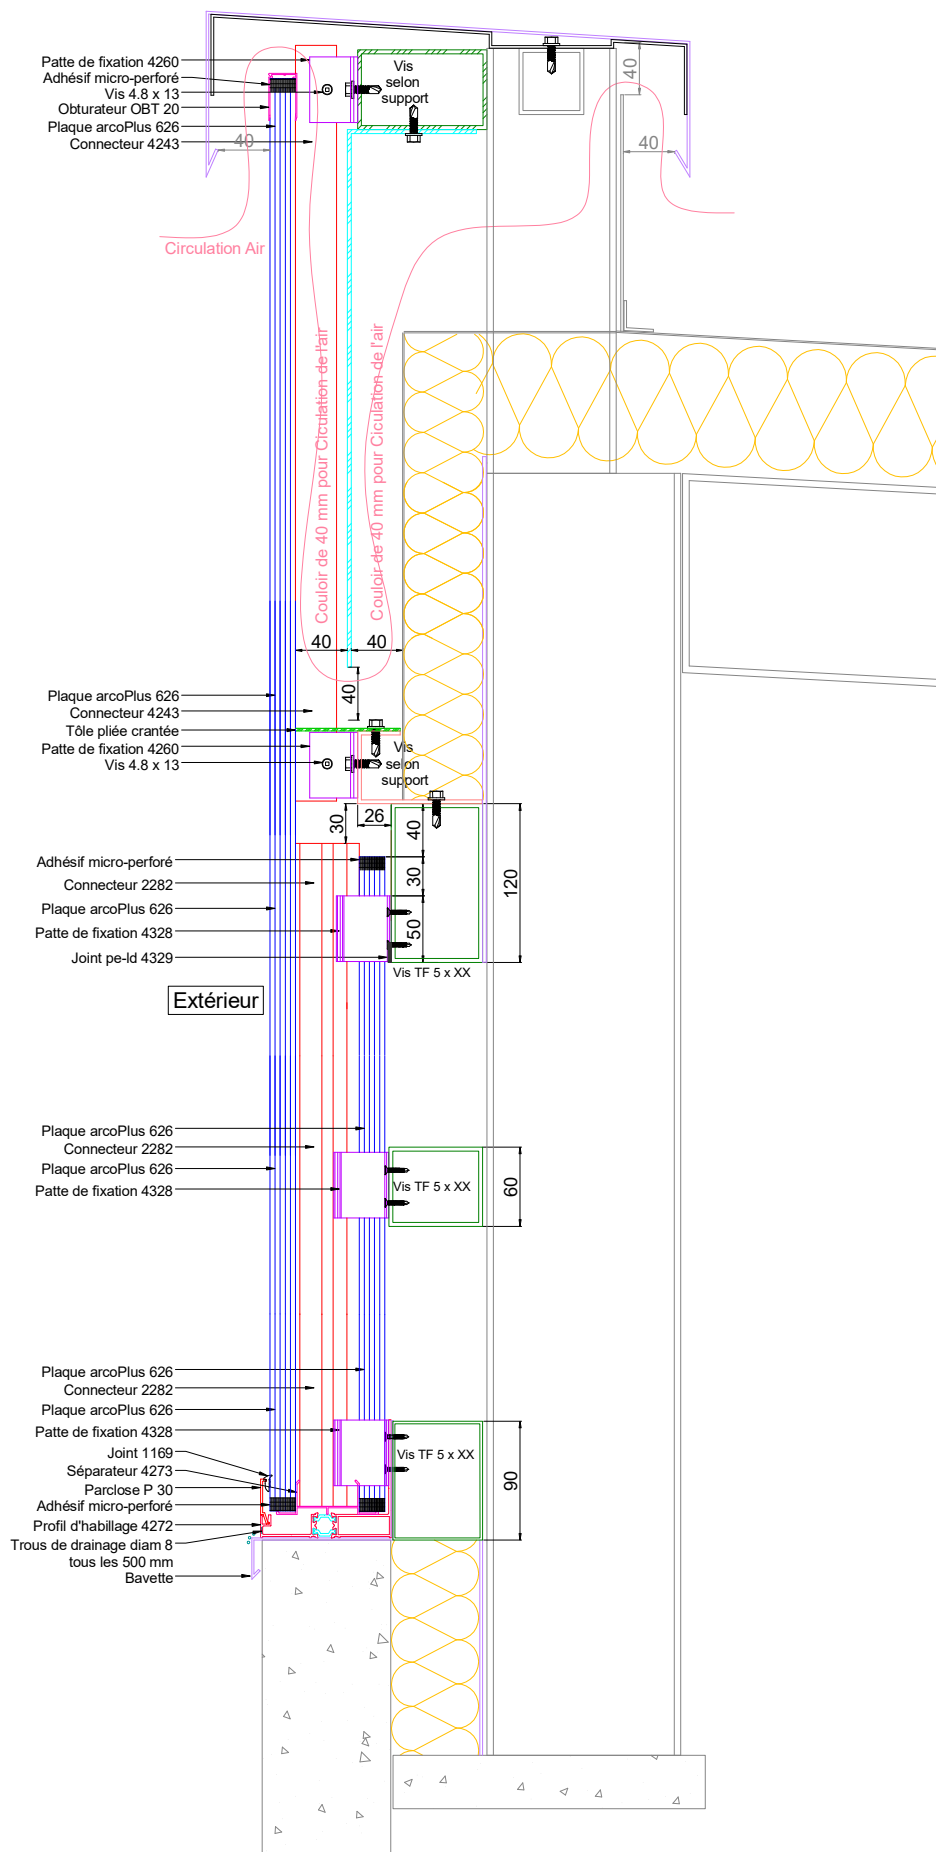 Patte de fixation 4260
Adhésif micro-perforé
Vis 4.8 x 13
Obturateur OBT 20
Plaque arcoPlus 626
Connecteur 4243
Vis
selon
support
40
40
40
Circulation Air
Couloir de 40 mm pour Ciculation de l'air
Couloir de 40 mm pour Ciculation de l'air
40
40
40
Plaque arcoPlus 626
Connecteur 4243
Tôle pliée crantée
Patte de fixation 4260
Vis 4.8 x 13
Vis
selon
support
30
26
40
30
50
120
Adhésif micro-perforé
Connecteur 2282
Plaque arcoPlus 626
Patte de fixation 4328
Joint pe-ld 4329
Vis TF 5 x XX
Extérieur
Plaque arcoPlus 626
Connecteur 2282
Plaque arcoPlus 626
Patte de fixation 4328
Vis TF 5 x XX
60
Plaque arcoPlus 626
Connecteur 2282
Plaque arcoPlus 626
Patte de fixation 4328
Vis TF 5 x XX
90
Joint 1169
Séparateur 4273
Parclose P 30
Adhésif micro-perforé
Profil d'habillage 4272
Trous de drainage diam 8
tous les 500 mm
Bavette